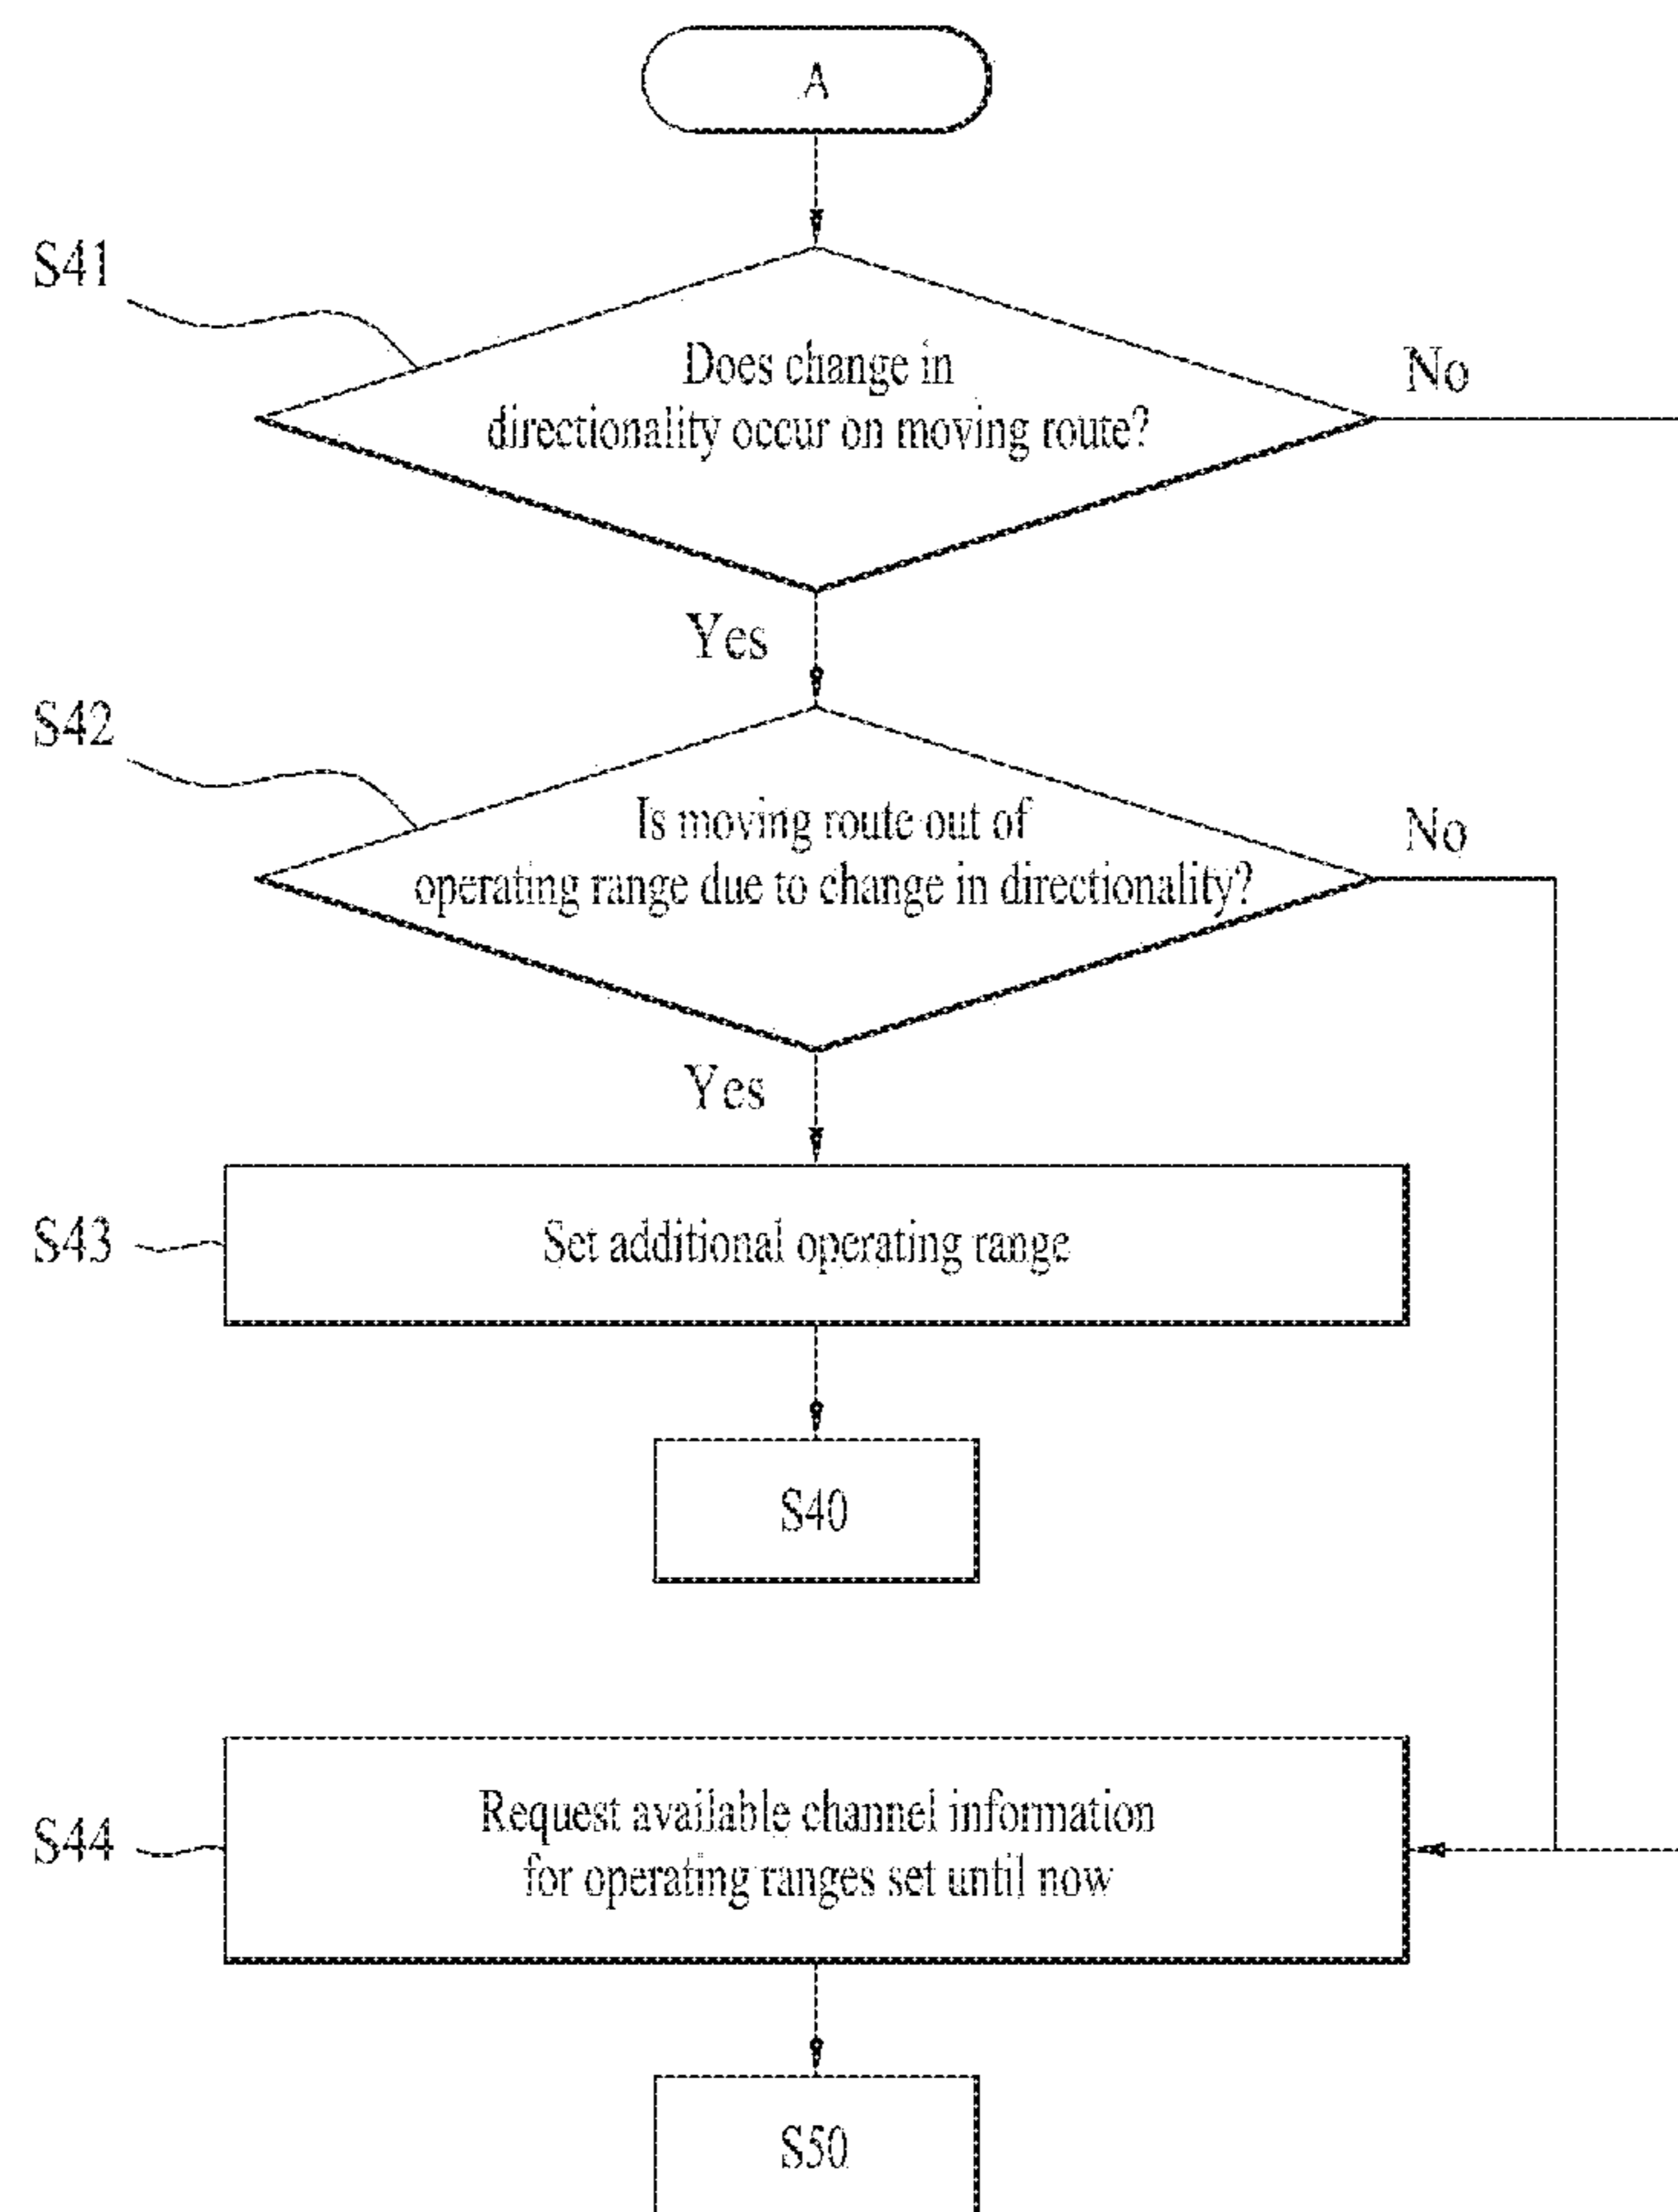 A
S41
Does change in
directionality occur on moving route?
No
Yes
S42
Is moving route out of
operating range due to change in directionality?
No
Yes
S43
Set additional operating range
S40
S44
Request available channel information
for operating ranges set until now
S50